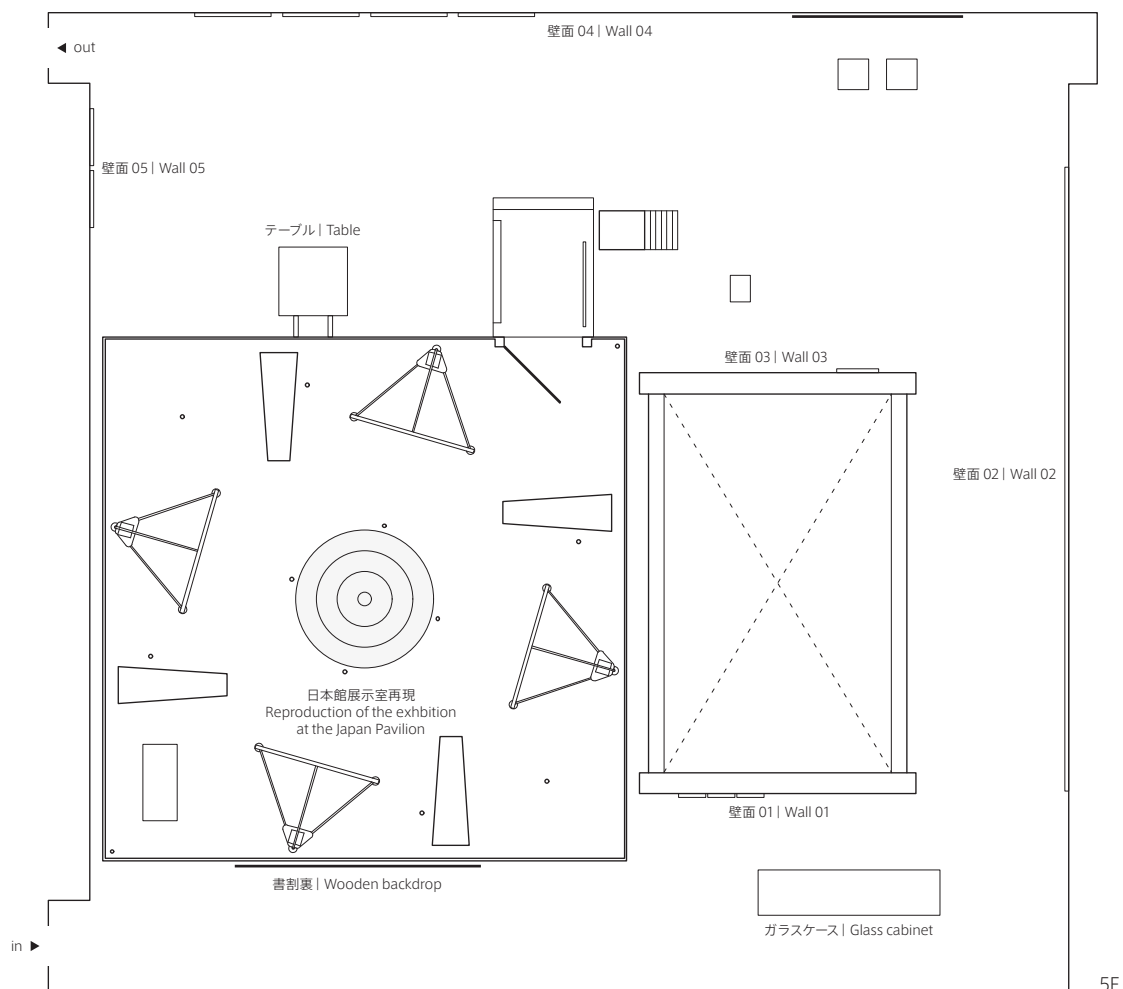 壁面 04 | Wall 04
◀ out
壁面 05 | Wall 05
テーブル | Table
壁面 03 | Wall 03
壁面 02 | Wall 02
日本館展示室再現
Reproduction of the exhbition
at the Japan Pavilion
壁面 01 | Wall 01
書割裏 | Wooden backdrop
ガラスケース | Glass cabinet
in ▶
5F